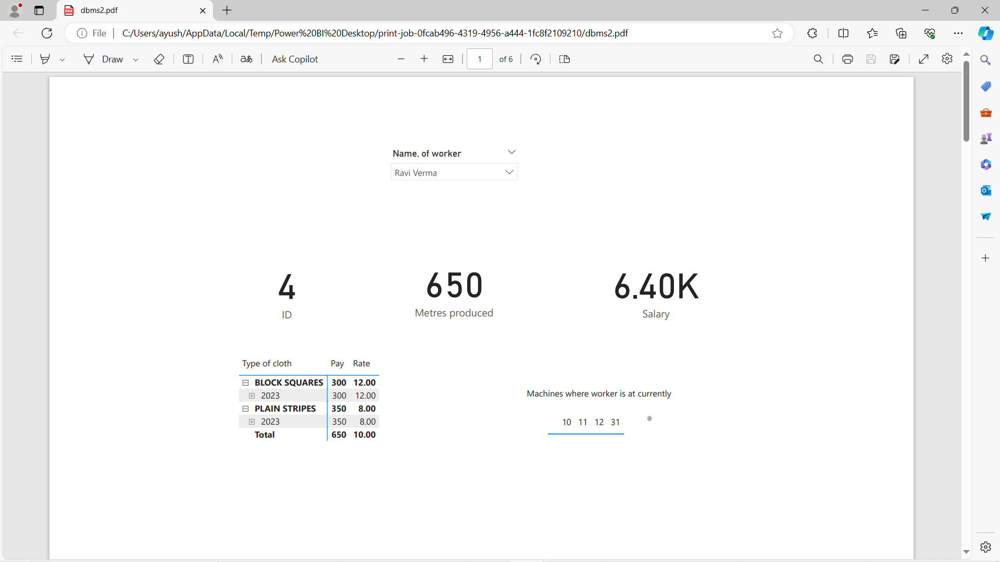 dbms2.pdf
File C:/Users/ayush/AppData/Local/Temp/Power%20BI%20Desktop/print-job-0fcab496-4319-4956-a444-1fc8f2109210/dbms2.pdf
Draw Ask Copilot 1 of 6
Name, of worker
Ravi Verma
4 650 6.40K
ID Metres produced Salary
Type of cloth Pay Rate
BLOCK SQUARES 300 12.00
2023 300 12.00
PLAIN STRIPES 350 8.00
2023 350 8.00
Total 650 10.00
Machines where worker is at currently
10 11 12 31